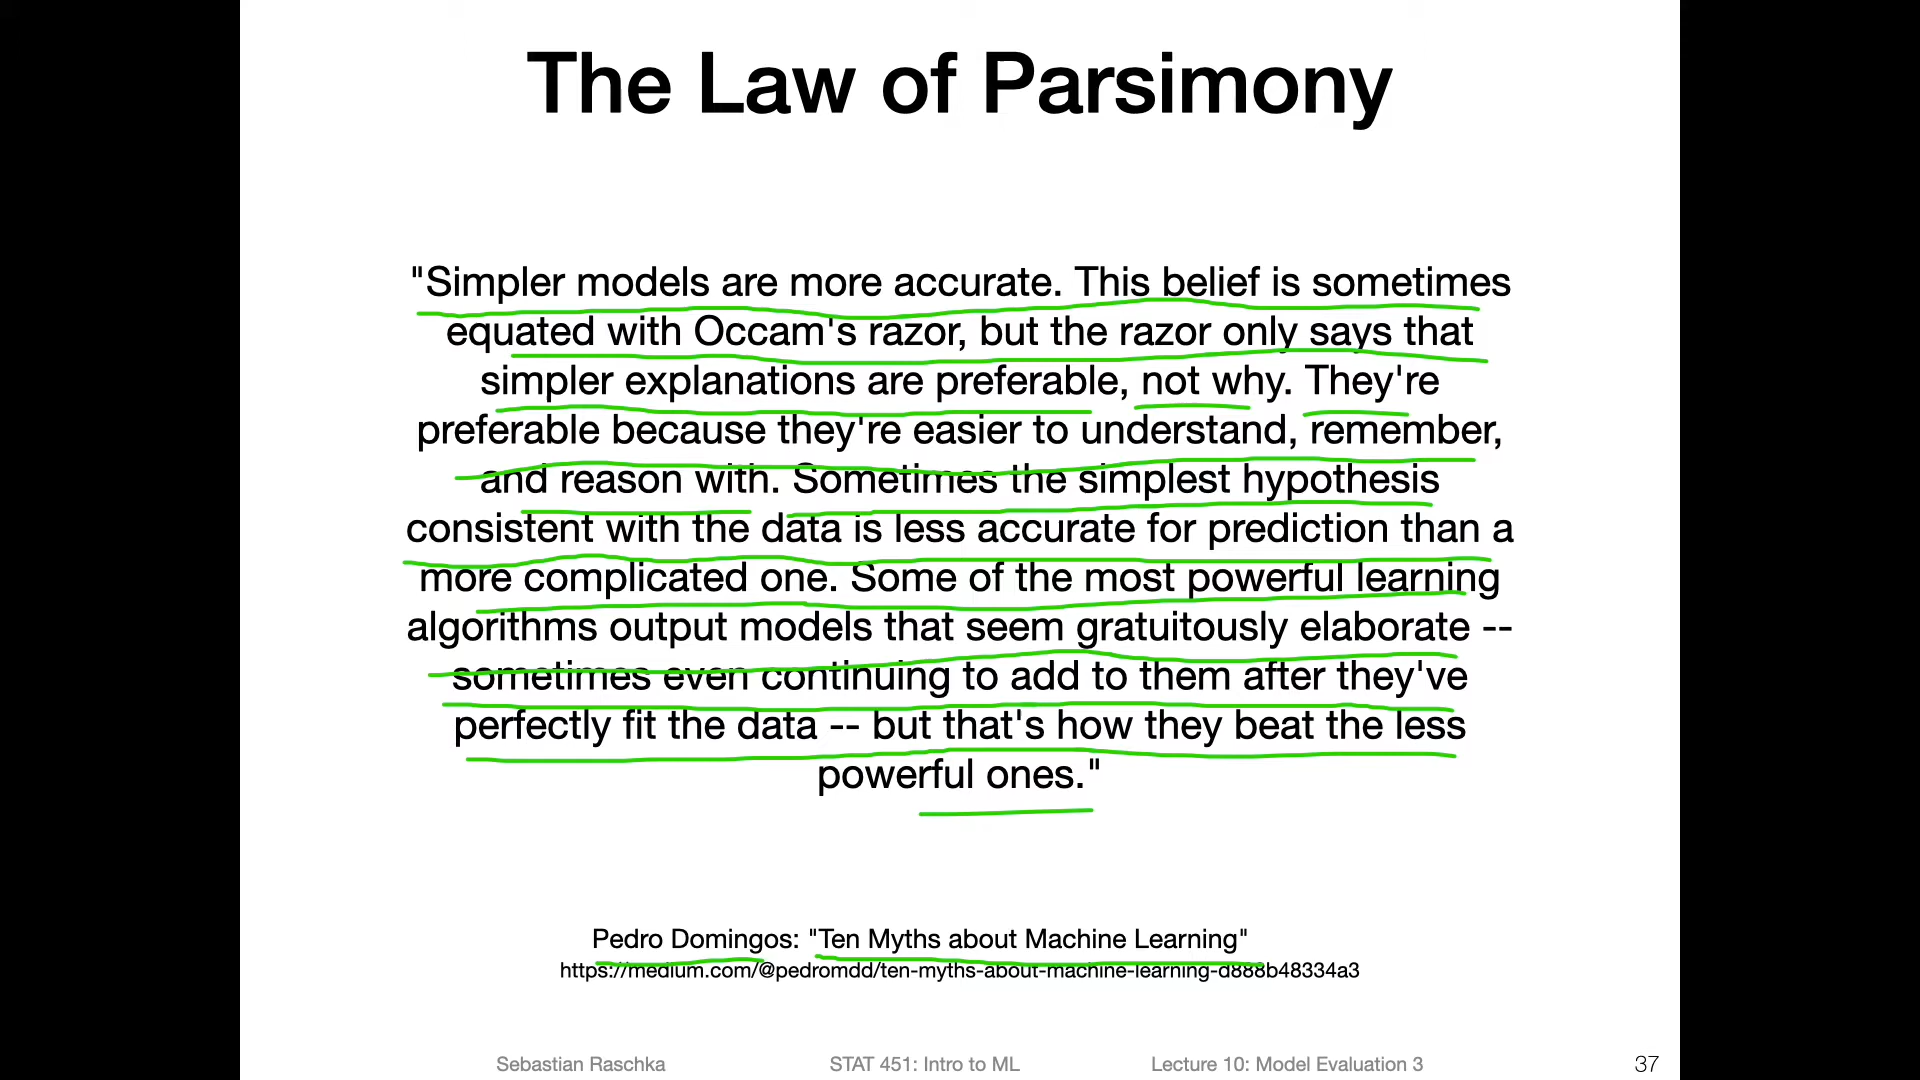 The Law of Parsimony
"Simpler models are more accurate. This belief is sometimes
equated with Occam's razor, but the razor only says that
simpler explanations are preferable, not why. They're
preferable because they're easier to understand, remember,
and reason with. Sometimes the simplest hypothesis
consistent with the data is less accurate for prediction than a
more complicated one. Some of the most powerful learning
algorithms output models that seem gratuitously elaborate --
sometimes even continuing to add to them after they've
perfectly fit the data -- but that's how they beat the less
powerful ones."
Pedro Domingos: "Ten Myths about Machine Learning"
https://medium.com/@pedromdd/ten-myths-about-machine-learning-d888b48334a3
Sebastian Raschka STAT 451: Intro to ML Lecture 10: Model Evaluation 3 37